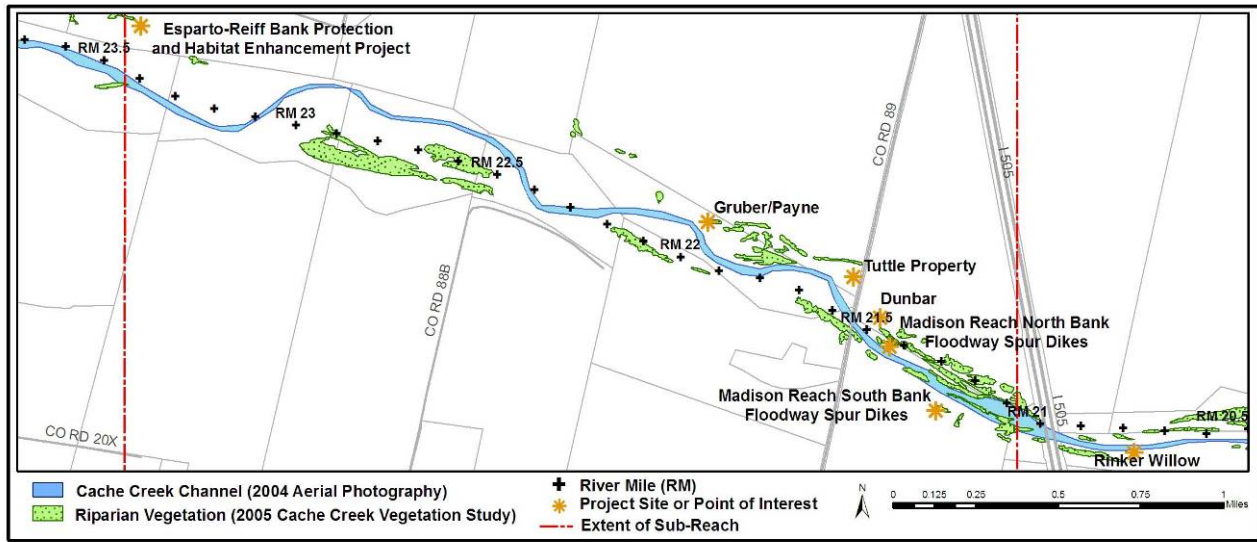 Esparto-Reiff Bank Protection
and Habitat Enhancement Project
RM 23.5
RM 23
RM 22.5
CO RD 89
I 505
Gruber/Payne
RM 22
Tuttle Property
CO RD 88B
Dunbar
RM 21.5
Madison Reach North Bank
Floodway Spur Dikes
Madison Reach South Bank
Floodway Spur Dikes
RM 21
I 505
RM 20.5
CO RD 20X
Rinker Willow
Cache Creek Channel (2004 Aerial Photography)
Riparian Vegetation (2005 Cache Creek Vegetation Study)
River Mile (RM)
Project Site or Point of Interest
Extent of Sub-Reach
N
0 0.125 0.25 0.5 0.75 1
Miles